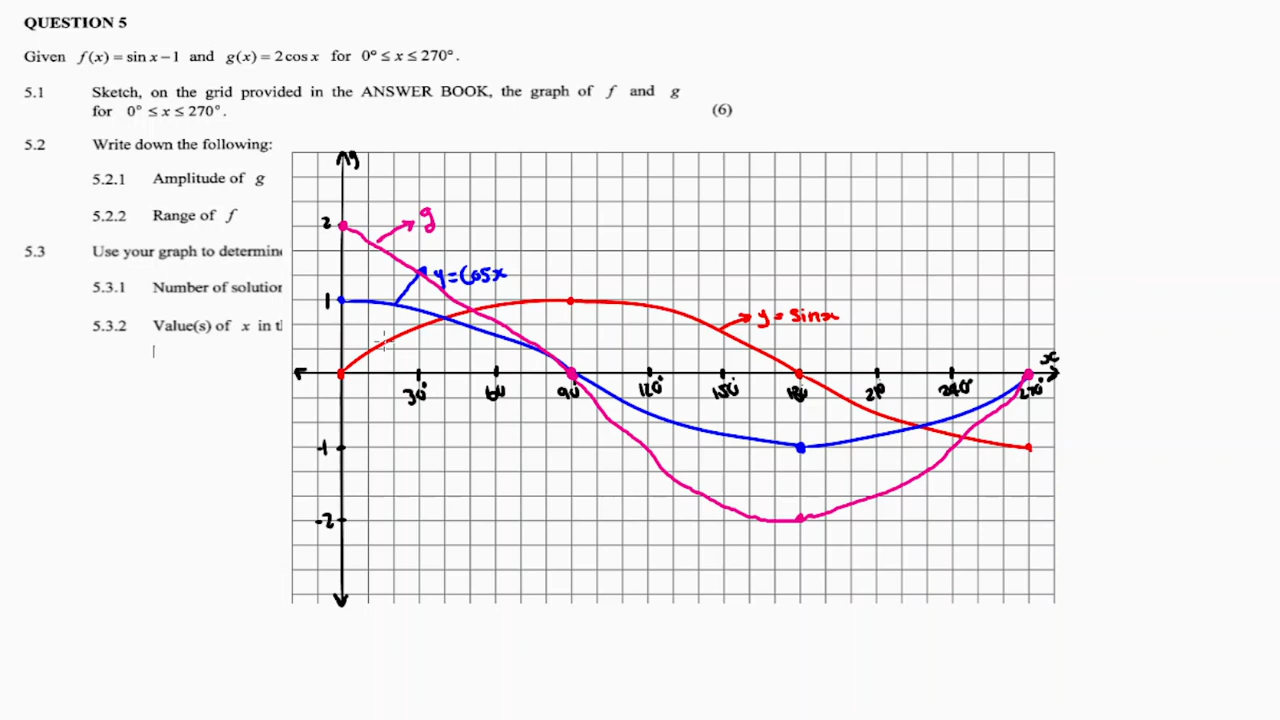 QUESTION 5
Given f(x) = sin x − 1 and g(x) = 2 cos x for 0° ≤ x ≤ 270°.
5.1 Sketch, on the grid provided in the ANSWER BOOK, the graph of f and g
for 0° ≤ x ≤ 270°. (6)
5.2 Write down the following:
5.2.1 Amplitude of g
5.2.2 Range of f
5.3 Use your graph to determine
5.3.1 Number of solution
5.3.2 Value(s) of x in
y
2
g
y = Cos x
1
y = sin x
x
30° 60 90° 120° 150° 180 210 240° 270°
-1
-2